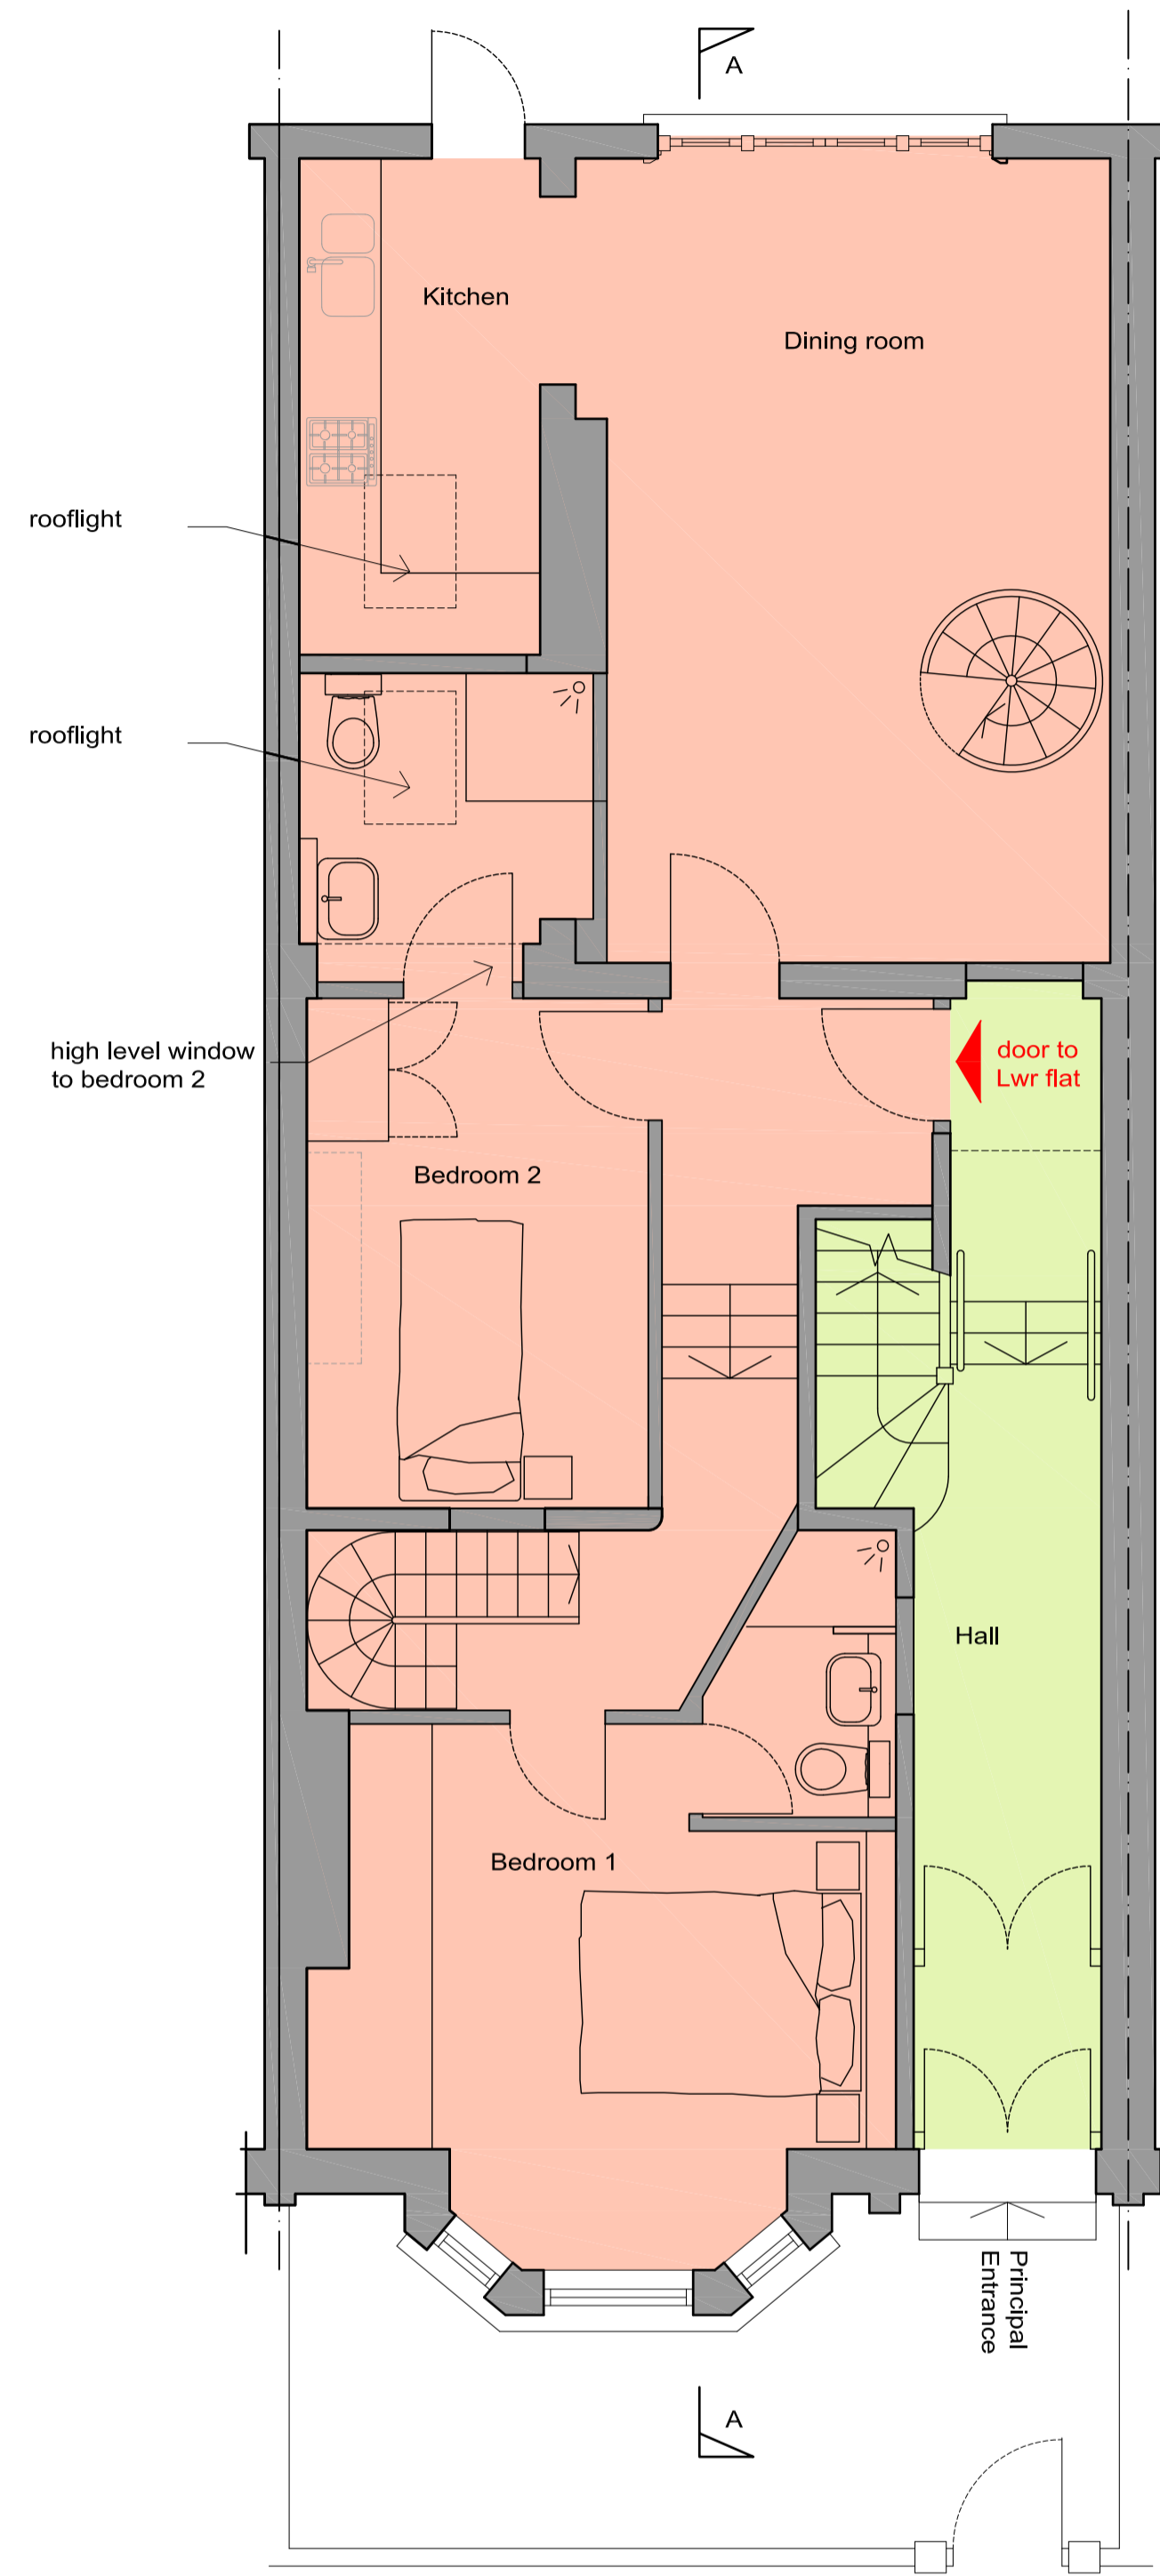 A
Kitchen
Dining room
rooflight
rooflight
high level window
to bedroom 2
door to
Lwr flat
Bedroom 2
Hall
Bedroom 1
Principal
Entrance
A